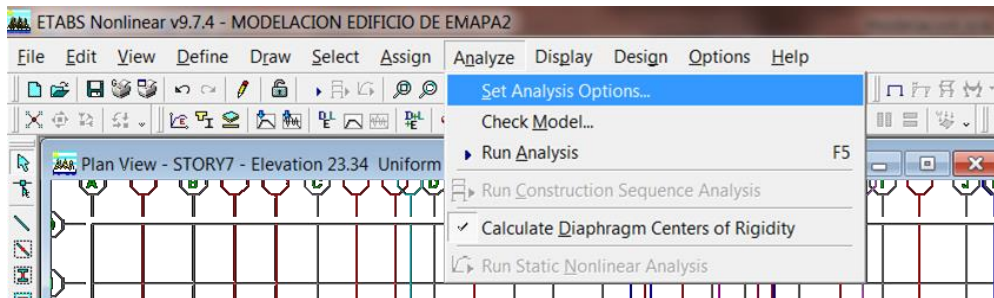 ETABS Nonlinear v9.7.4 - MODELACION EDIFICIO DE EMAPA2
File Edit View Define Draw Select Assign Analyze Display Design Options Help
Set Analysis Options...
Check Model...
Run Analysis F5
Plan View - STORY7 - Elevation 23.34 Uniform
Run Construction Sequence Analysis
Calculate Diaphragm Centers of Rigidity
Run Static Nonlinear Analysis